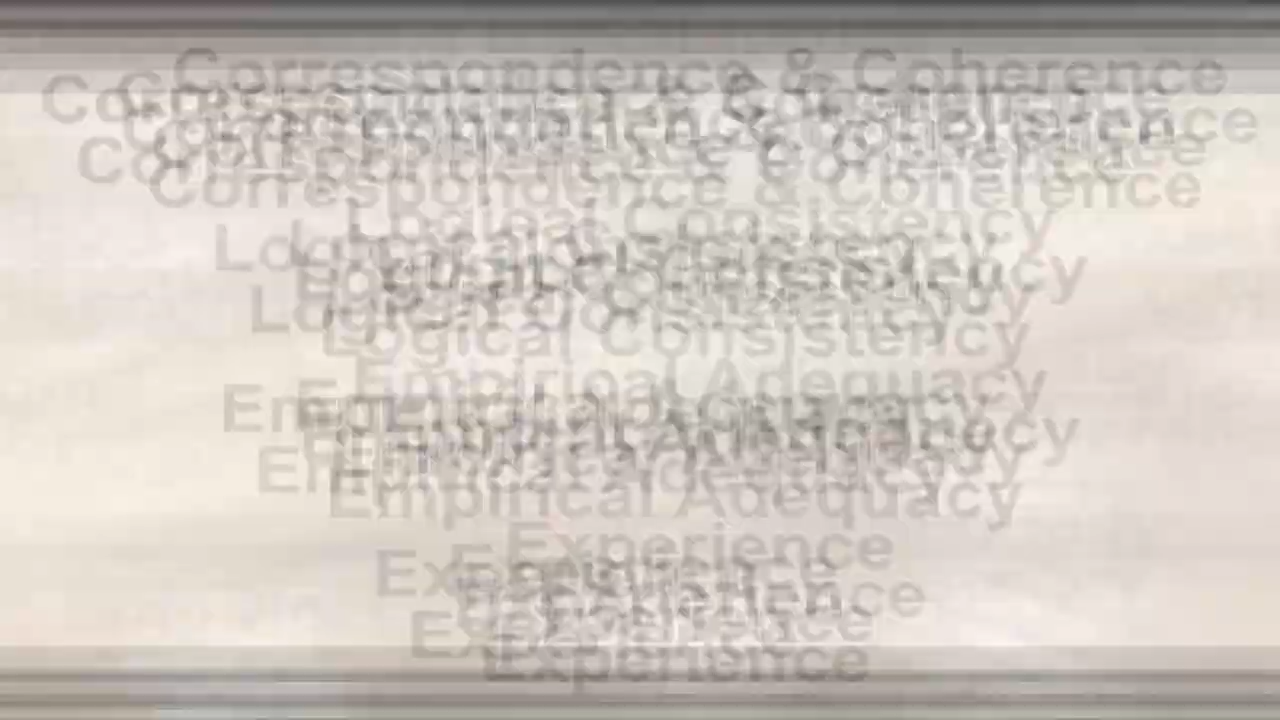 Correspondence & Coherence
Logical Consistency
Empirical Adequacy
Experience